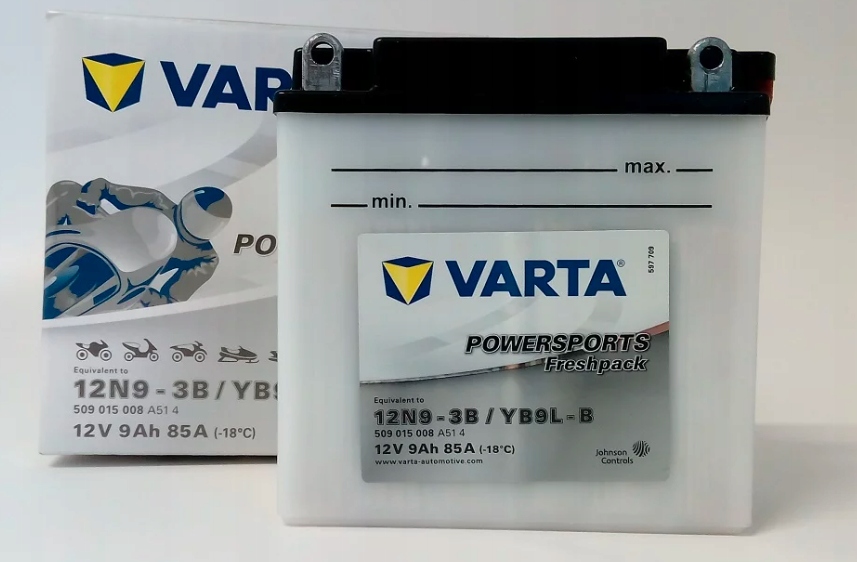 VAR
PO
Equivalent to
12N9 - 3B / YB9
509 015 008 A51 4
12V 9Ah 85A (-18°C)
max.
min.
VARTA®
597 709
POWERSPORTS
Freshpack
Equivalent to
12N9 - 3B / YB9L - B
509 015 008 A51 4
12V 9Ah 85A (-18°C)
www.varta-automotive.com
Johnson
Controls